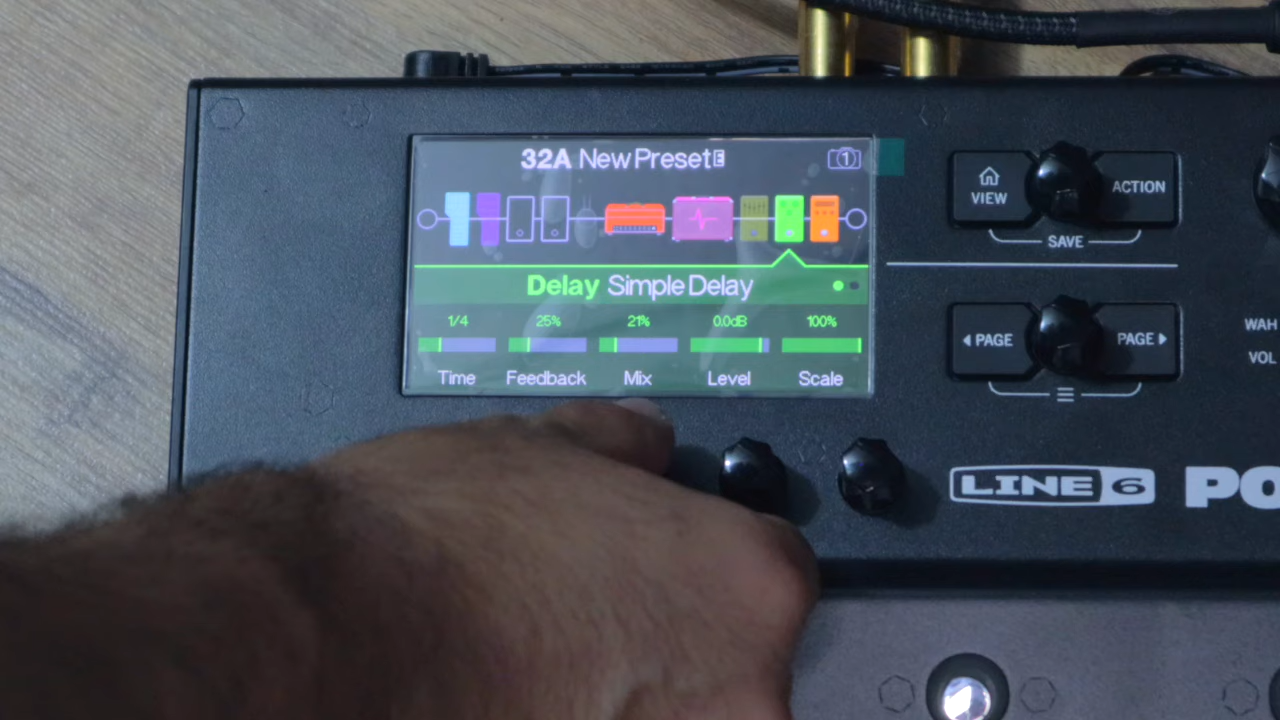 32A New Preset E
1
Delay Simple Delay
1/4 25% 21% 0.0dB 100%
Time Feedback Mix Level Scale
VIEW
ACTION
SAVE
PAGE
PAGE
WAH
VOL
LINE 6
PO